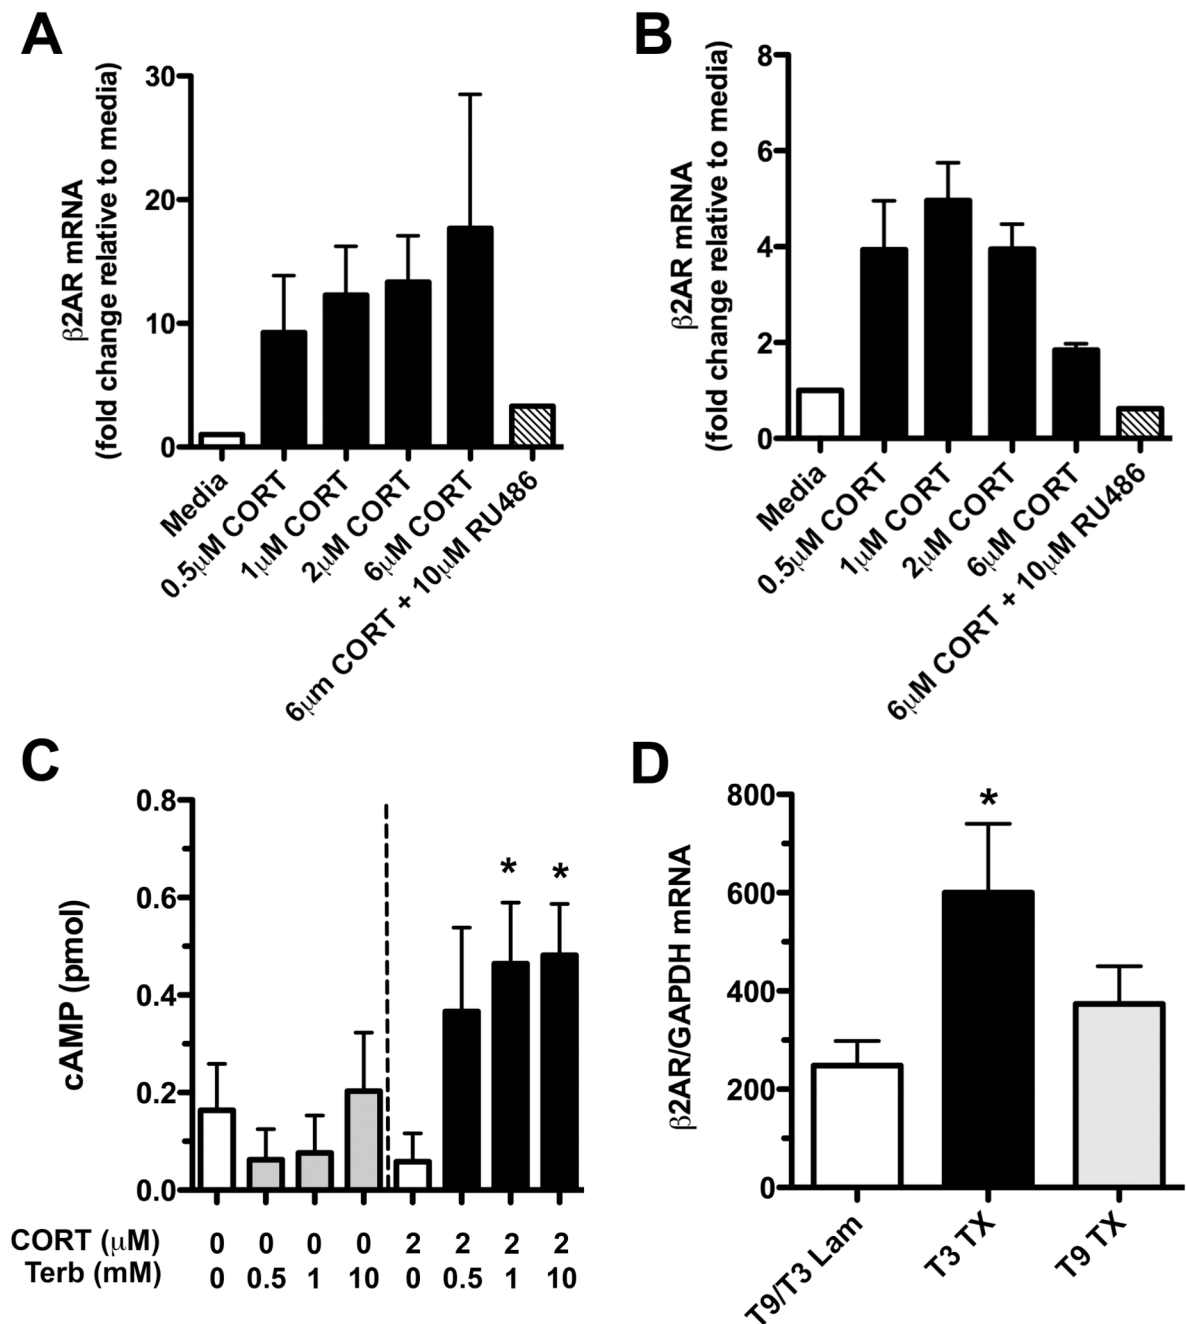 A
β2AR mRNA
(fold change relative to media)
30
20
10
0
Media
0.5μM CORT
1μM CORT
2μM CORT
6μM CORT
6μm CORT + 10μM RU486
B
β2AR mRNA
(fold change relative to media)
8
6
4
2
0
Media
0.5μM CORT
1μM CORT
2μM CORT
6μM CORT
6μM CORT + 10μM RU486
C
cAMP (pmol)
0.8
0.6
0.4
0.2
0.0
* *
CORT (μM) 0 0 0 0 2 2 2 2
Terb (mM) 0 0.5 1 10 0 0.5 1 10
D
β2AR/GAPDH mRNA
800
600
400
200
0
*
T9/T3 Lam
T3 TX
T9 TX